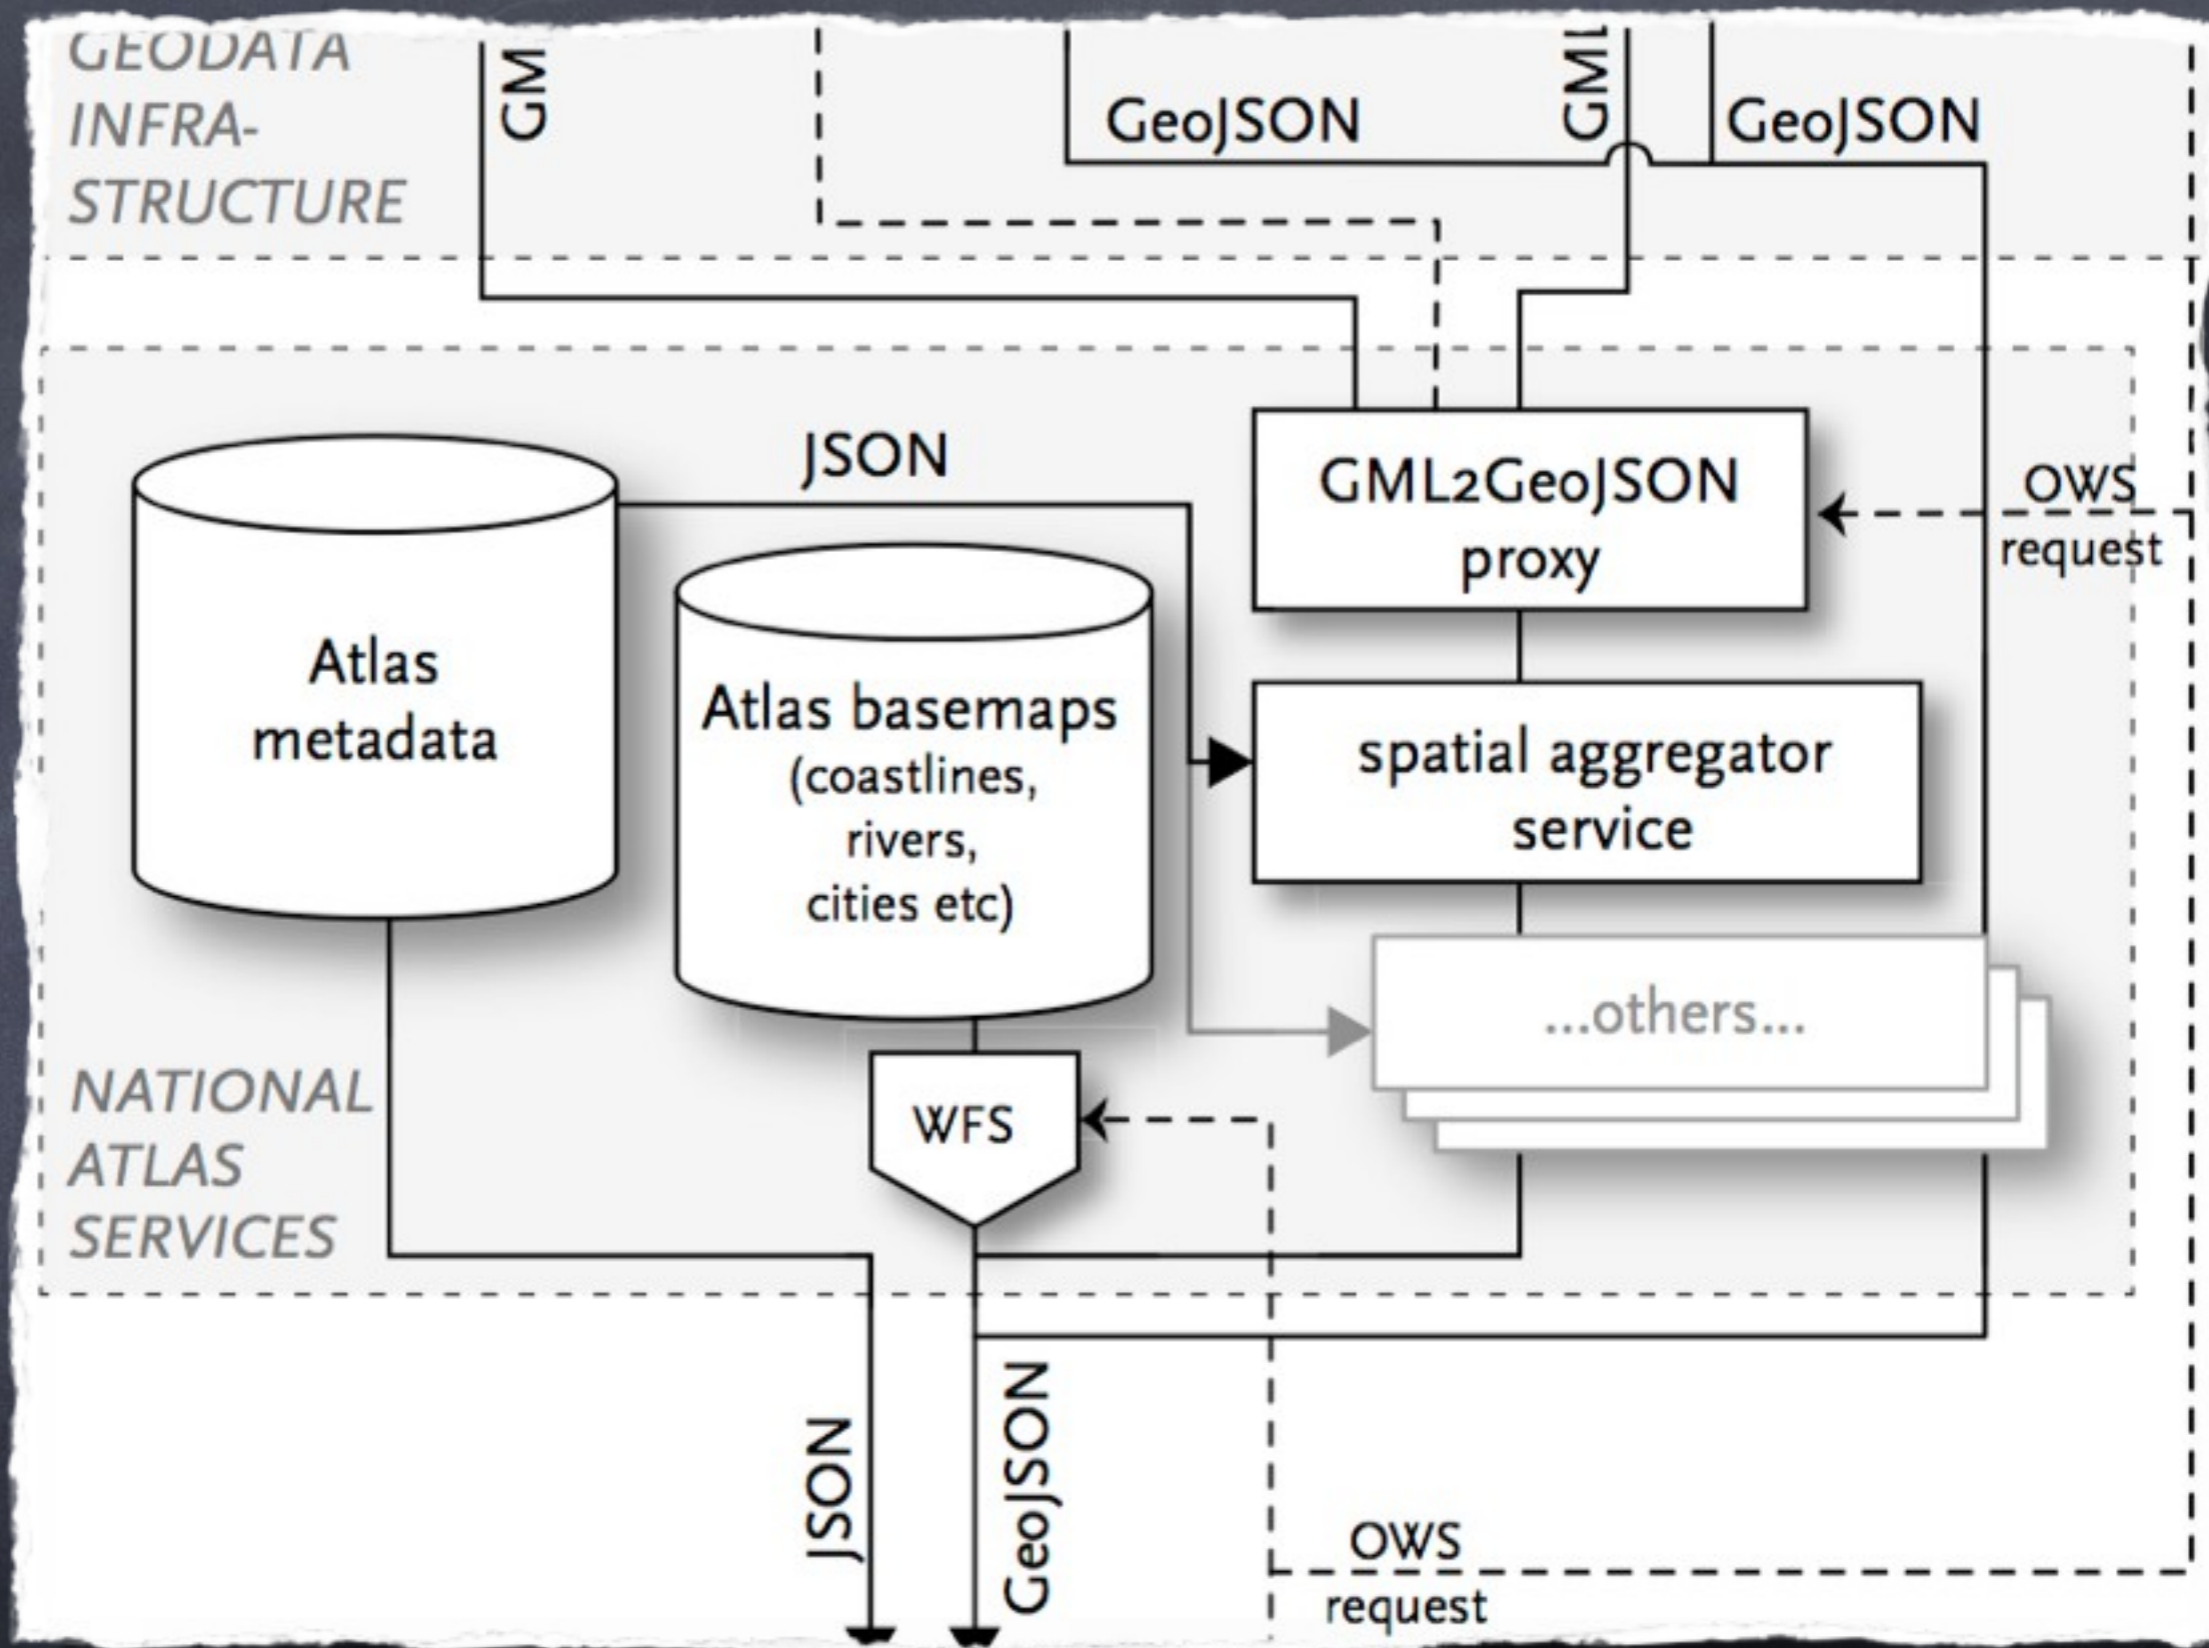 GEODATA
INFRA-
STRUCTURE
GM
GeoJSON
GML
GeoJSON
JSON
GML2GeoJSON
proxy
OWS
request
Atlas
metadata
Atlas basemaps
(coastlines,
rivers,
cities etc)
spatial aggregator
service
...others...
WFS
NATIONAL
ATLAS
SERVICES
JSON
GeoJSON
OWS
request